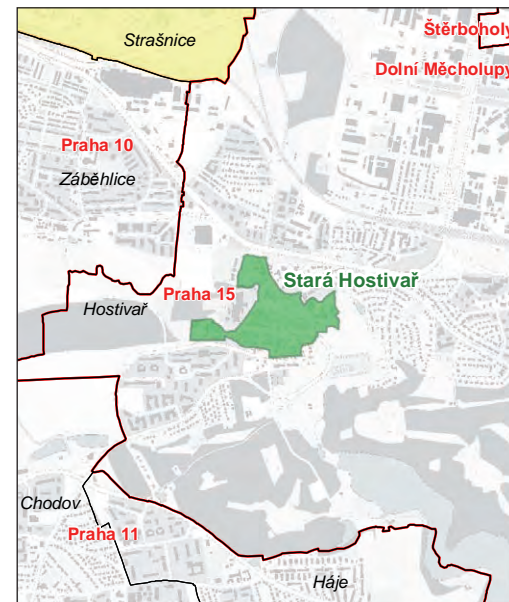 Strašnice
Štěrboholy
Dolní Měcholupy
Praha 10
Záběhlice
Stará Hostivař
Praha 15
Hostivař
Chodov
Praha 11
Háje